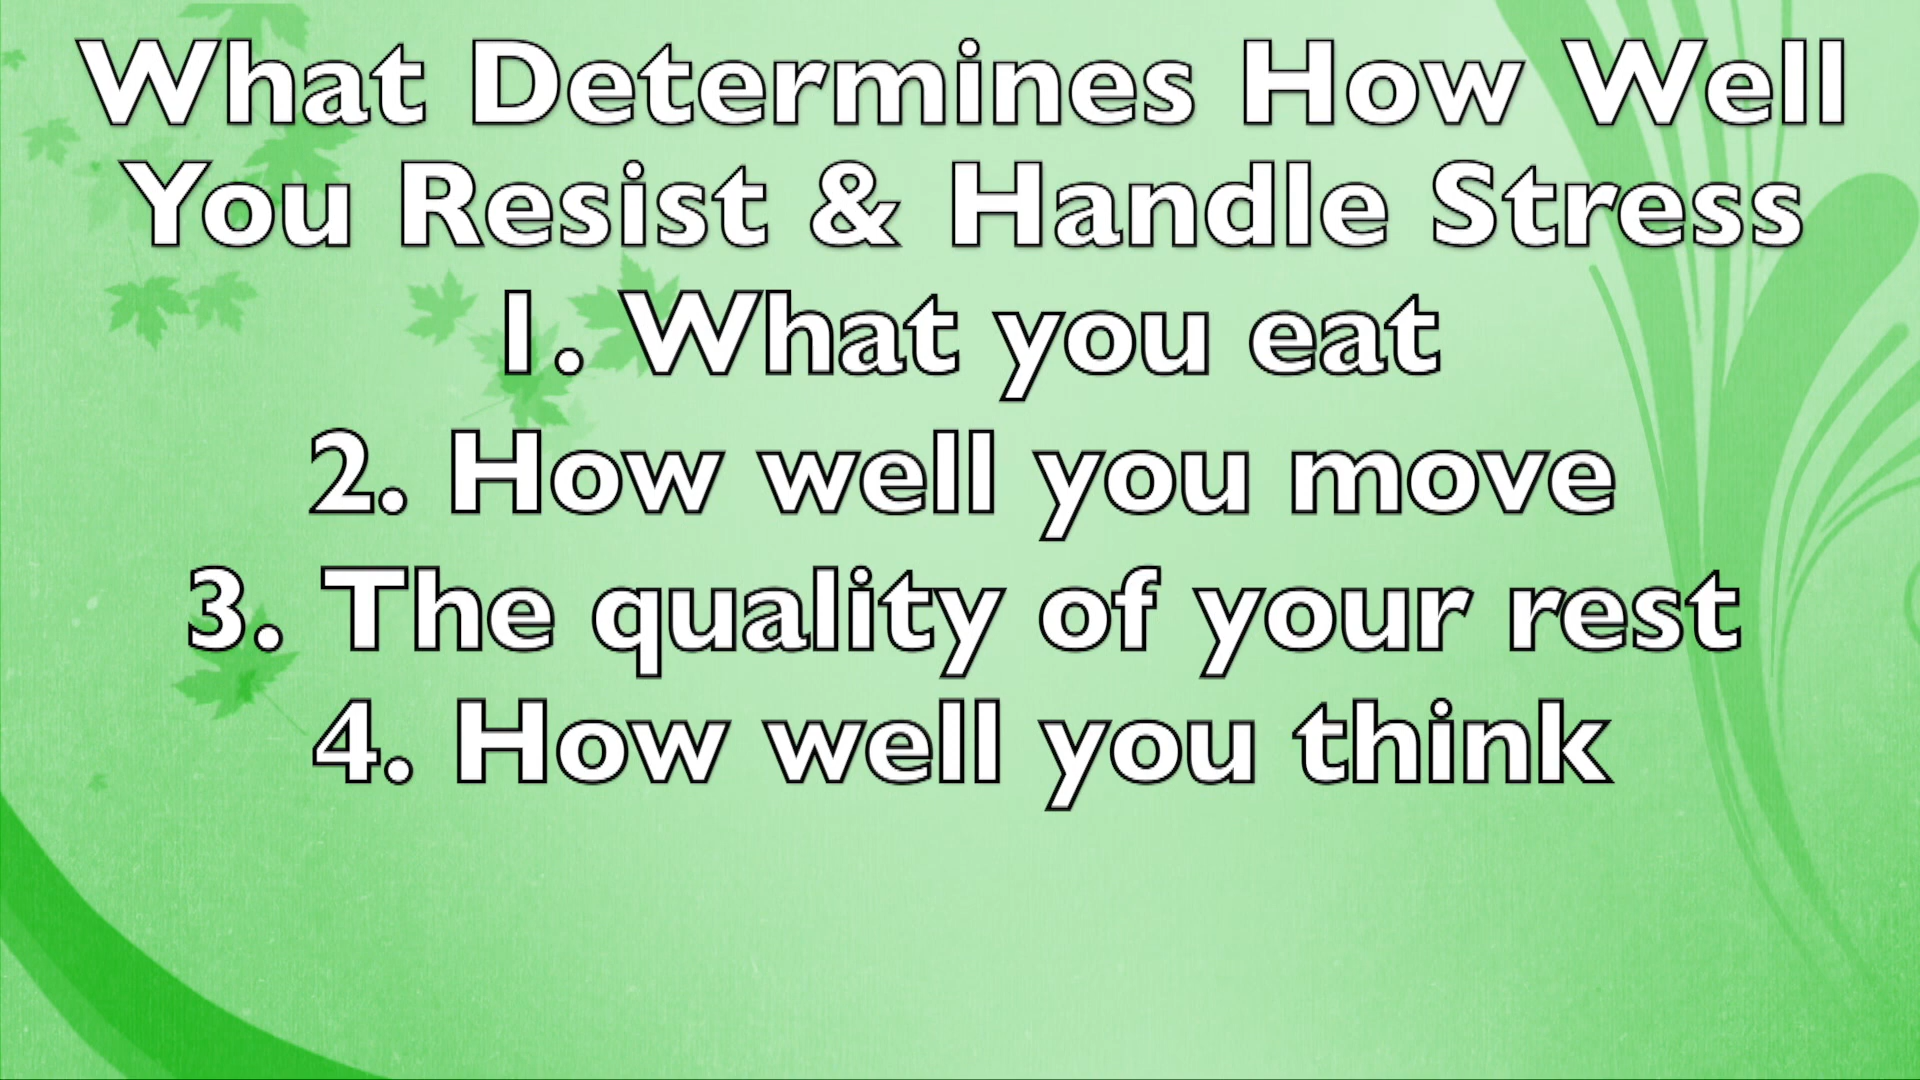 What Determines How Well
You Resist & Handle Stress
1. What you eat
2. How well you move
3. The quality of your rest
4. How well you think